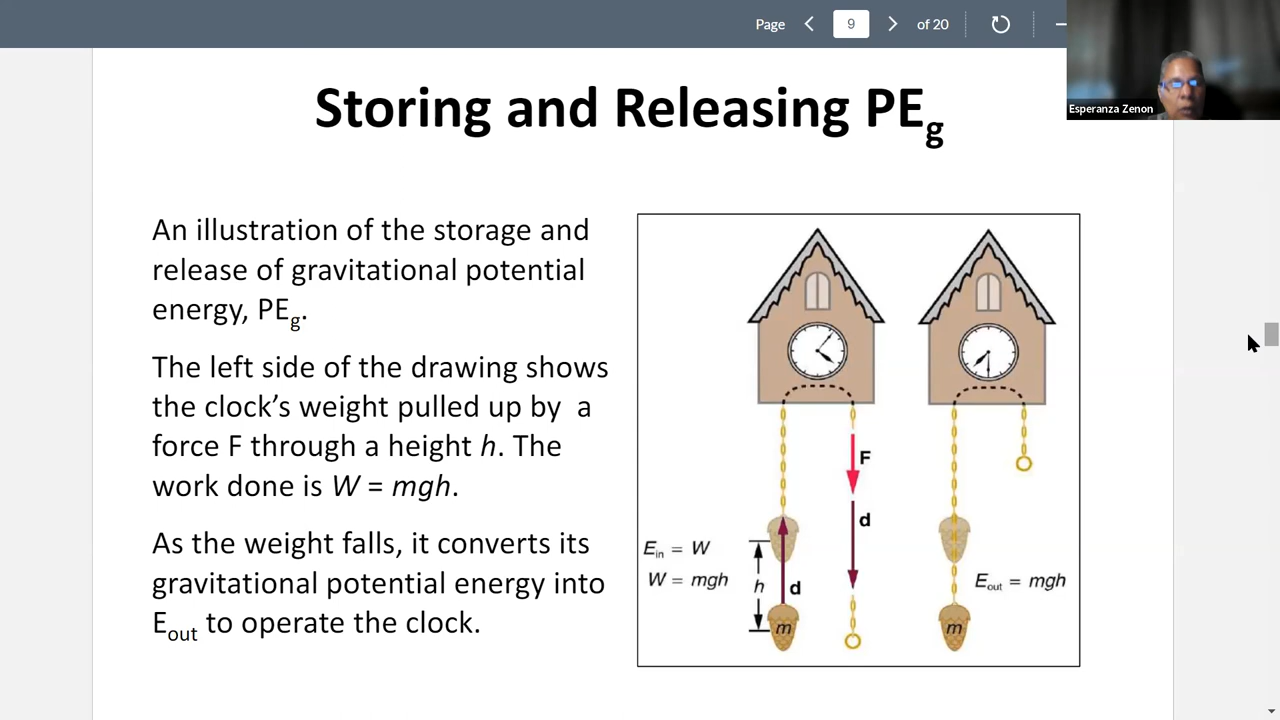 Page 9 of 20
Esperanza Zenon
Storing and Releasing PEg
An illustration of the storage and
release of gravitational potential
energy, PEg.
The left side of the drawing shows
the clock’s weight pulled up by a
force F through a height h. The
work done is W = mgh.
As the weight falls, it converts its
gravitational potential energy into
Eout to operate the clock.
F
d
Ein = W
W = mgh
h
d
m
Eout = mgh
m